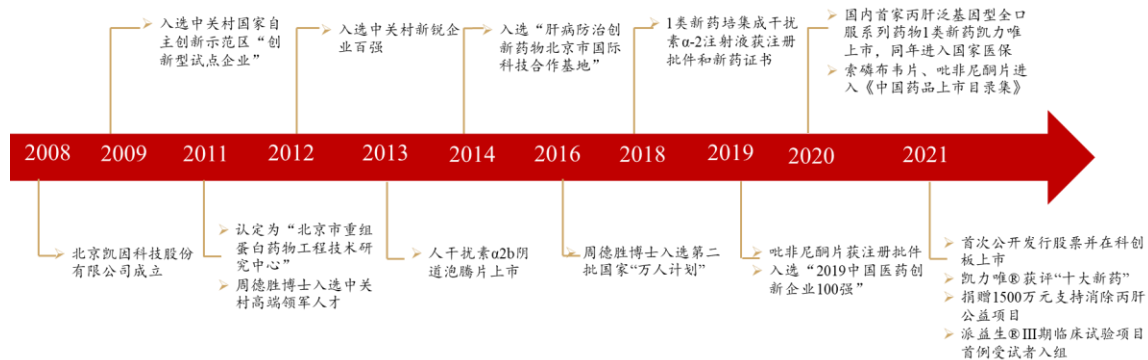 入选中关村国家自
主创新示范区“创
新型试点企业”
入选中关村新锐企
业百强
入选“肝病防治创
新药物北京市国际
科技合作基地”
1类新药培集成干扰
素α-2注射液获注册
批件和新药证书
国内首家丙肝泛基因型全口
服系列药物1类新药凯力唯
上市，同年进入国家医保
索磷布韦片、吡非尼酮片进
入《中国药品上市目录集》
2008 2009 2011 2012 2013 2014 2016 2018 2019 2020 2021
北京凯因科技股份
有限公司成立
认定为“北京市重组
蛋白药物工程技术研
究中心”
周德胜博士入选中关
村高端领军人才
人干扰素α2b阴
道泡腾片上市
周德胜博士入选第二
批国家“万人计划”
吡非尼酮片获注册批件
入选“2019中国医药创
新企业100强”
首次公开发行股票并在科创
板上市
凯力唯®获评“十大新药”
捐赠1500万元支持消除丙肝
公益项目
派益生®III期临床试验项目
首例受试者入组